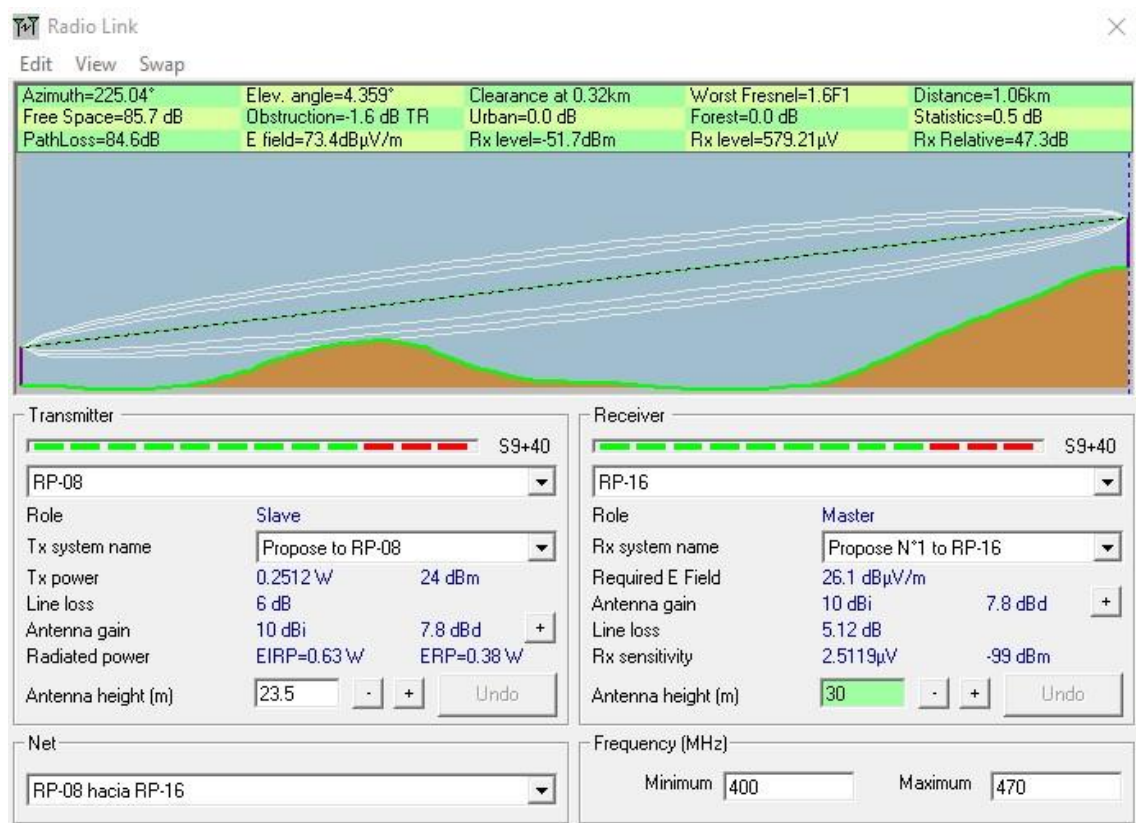 Radio Link
Edit View Swap
Azimuth=225.04° Elev. angle=4.359° Clearance at 0.32km Worst Fresnel=1.6F1 Distance=1.06km
Free Space=85.7 dB Obstruction=-1.6 dB TR Urban=0.0 dB Forest=0.0 dB Statistics=0.5 dB
PathLoss=84.6dB E field=73.4dBµV/m Rx level=-51.7dBm Rx level=579.21µV Rx Relative=47.3dB
Transmitter
S9+40
RP-08
Role Slave
Tx system name Propose to RP-08
Tx power 0.2512 W 24 dBm
Line loss 6 dB
Antenna gain 10 dBi 7.8 dBd +
Radiated power EIRP=0.63 W ERP=0.38 W
Antenna height (m) 23.5 - + Undo
Receiver
S9+40
RP-16
Role Master
Rx system name Propose N°1 to RP-16
Required E Field 26.1 dBµV/m
Antenna gain 10 dBi 7.8 dBd +
Line loss 5.12 dB
Rx sensitivity 2.5119µV -99 dBm
Antenna height (m) 30 - + Undo
Net
RP-08 hacia RP-16
Frequency (MHz)
Minimum 400 Maximum 470